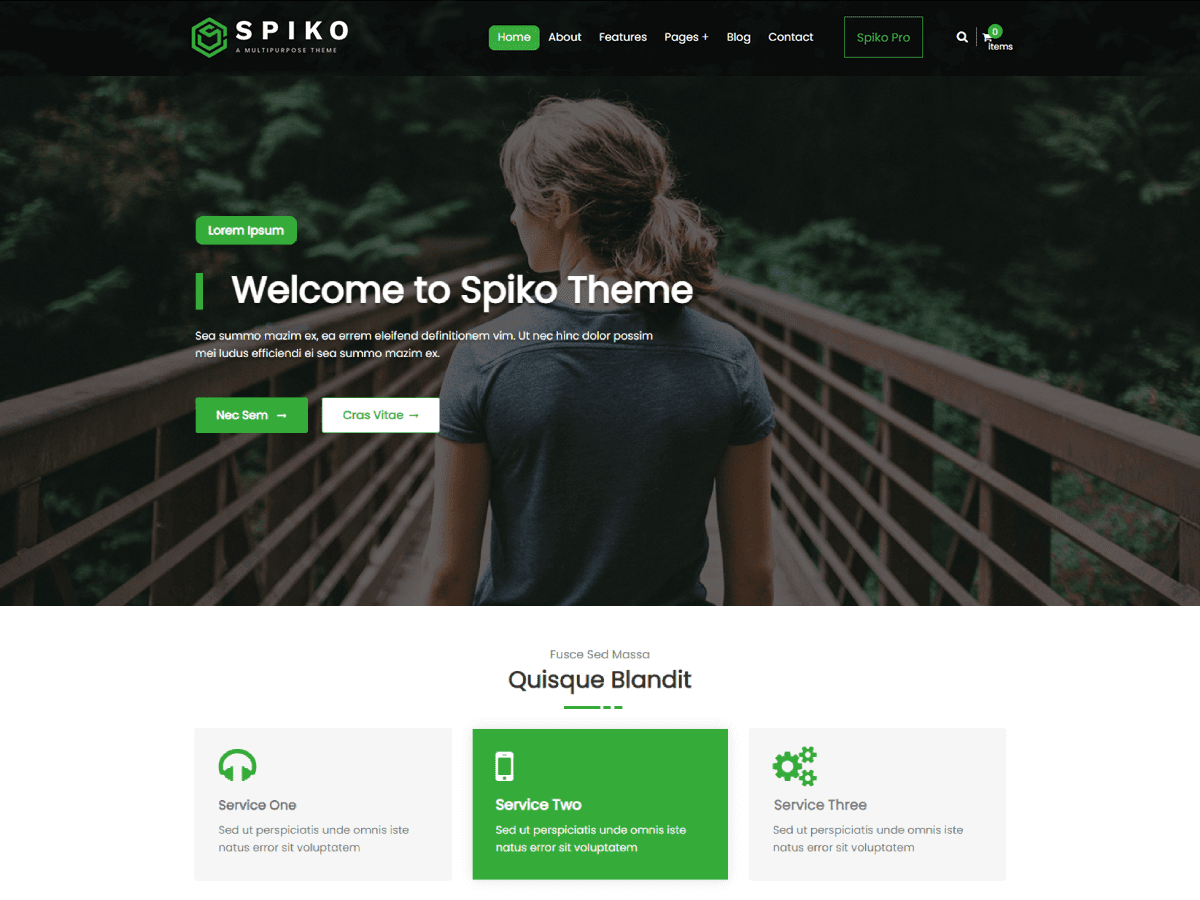 SPIKO
A MULTIPURPOSE THEME
Home About Features Pages + Blog Contact Spiko Pro 0 items
Lorem Ipsum
Welcome to Spiko Theme
Sea summo mazim ex, ea errem eleifend definitionem vim. Ut nec hinc dolor possim
mei ludus efficiendi ei sea summo mazim ex.
Nec Sem → Cras Vitae →
Fusce Sed Massa
Quisque Blandit
Service One
Sed ut perspiciatis unde omnis iste
natus error sit voluptatem
Service Two
Sed ut perspiciatis unde omnis iste
natus error sit voluptatem
Service Three
Sed ut perspiciatis unde omnis iste
natus error sit voluptatem